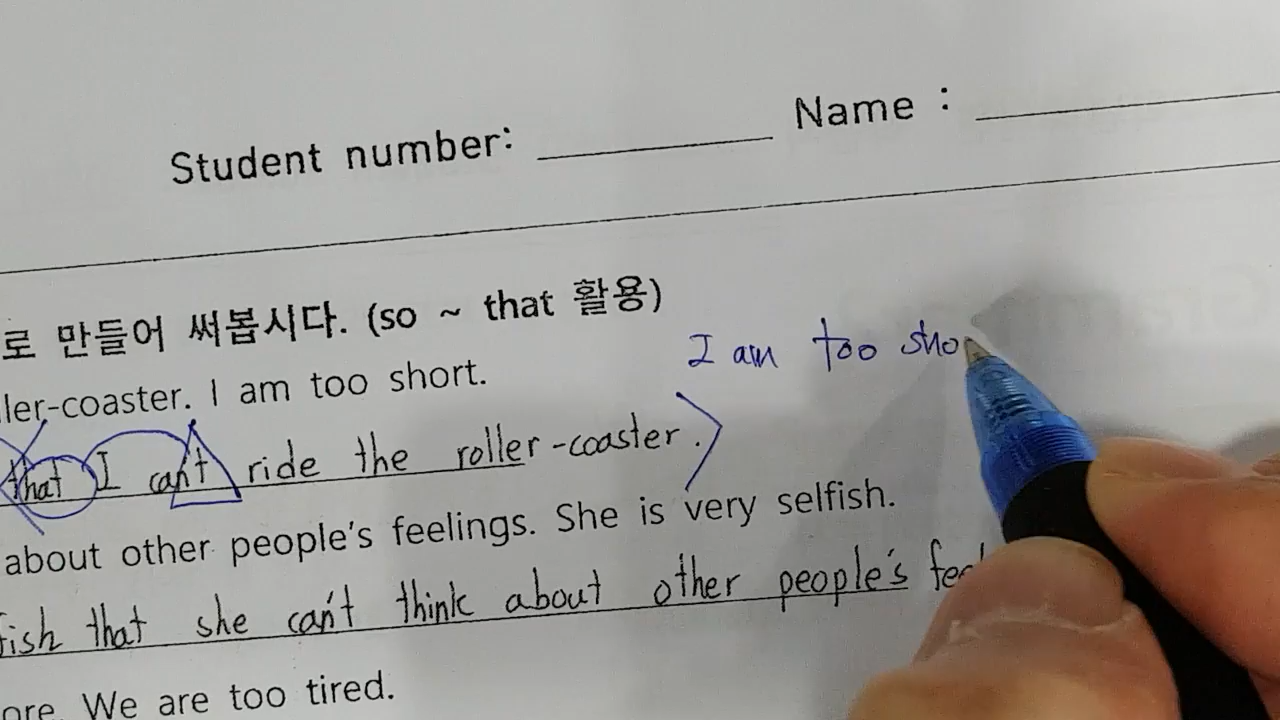 Student number: Name :
로 만들어 써봅시다. (so ~ that 활용)
ller-coaster. I am too short.
I am too sho
that I can't ride the roller-coaster.
about other people's feelings. She is very selfish.
fish that she can't think about other people's feel
ore. We are too tired.